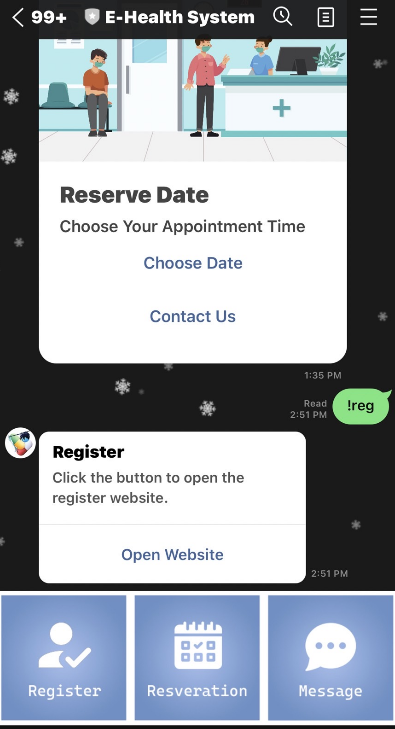 99+ E-Health System
Reserve Date
Choose Your Appointment Time
Choose Date
Contact Us
1:35 PM
Read
2:51 PM
!reg
Register
Click the button to open the
register website.
Open Website
2:51 PM
Register
Resveration
Message